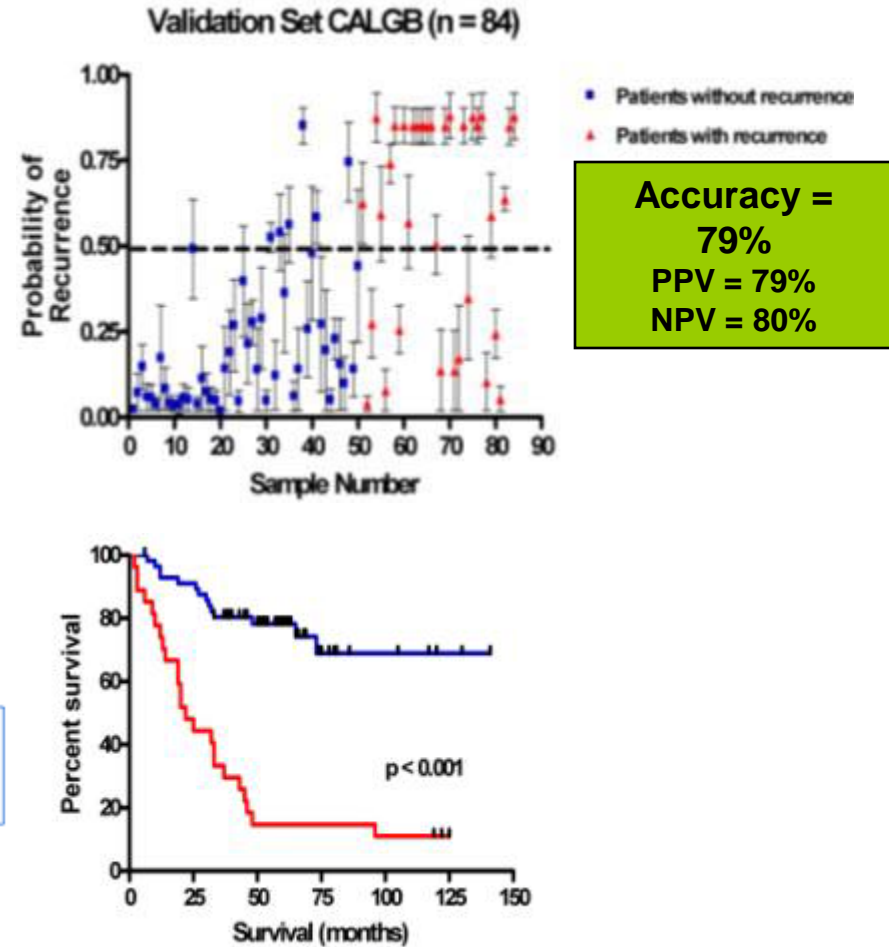 Validation Set CALGB (n = 84)
Probability of
Recurrence
1.00
0.75
0.50
0.25
0.00
0 10 20 30 40 50 60 70 80 90
Sample Number
Patients without recurrence
Patients with recurrence
Accuracy =
79%
PPV = 79%
NPV = 80%
Percent survival
100
80
60
40
20
0
p < 0.001
0 25 50 75 100 125 150
Survival (months)